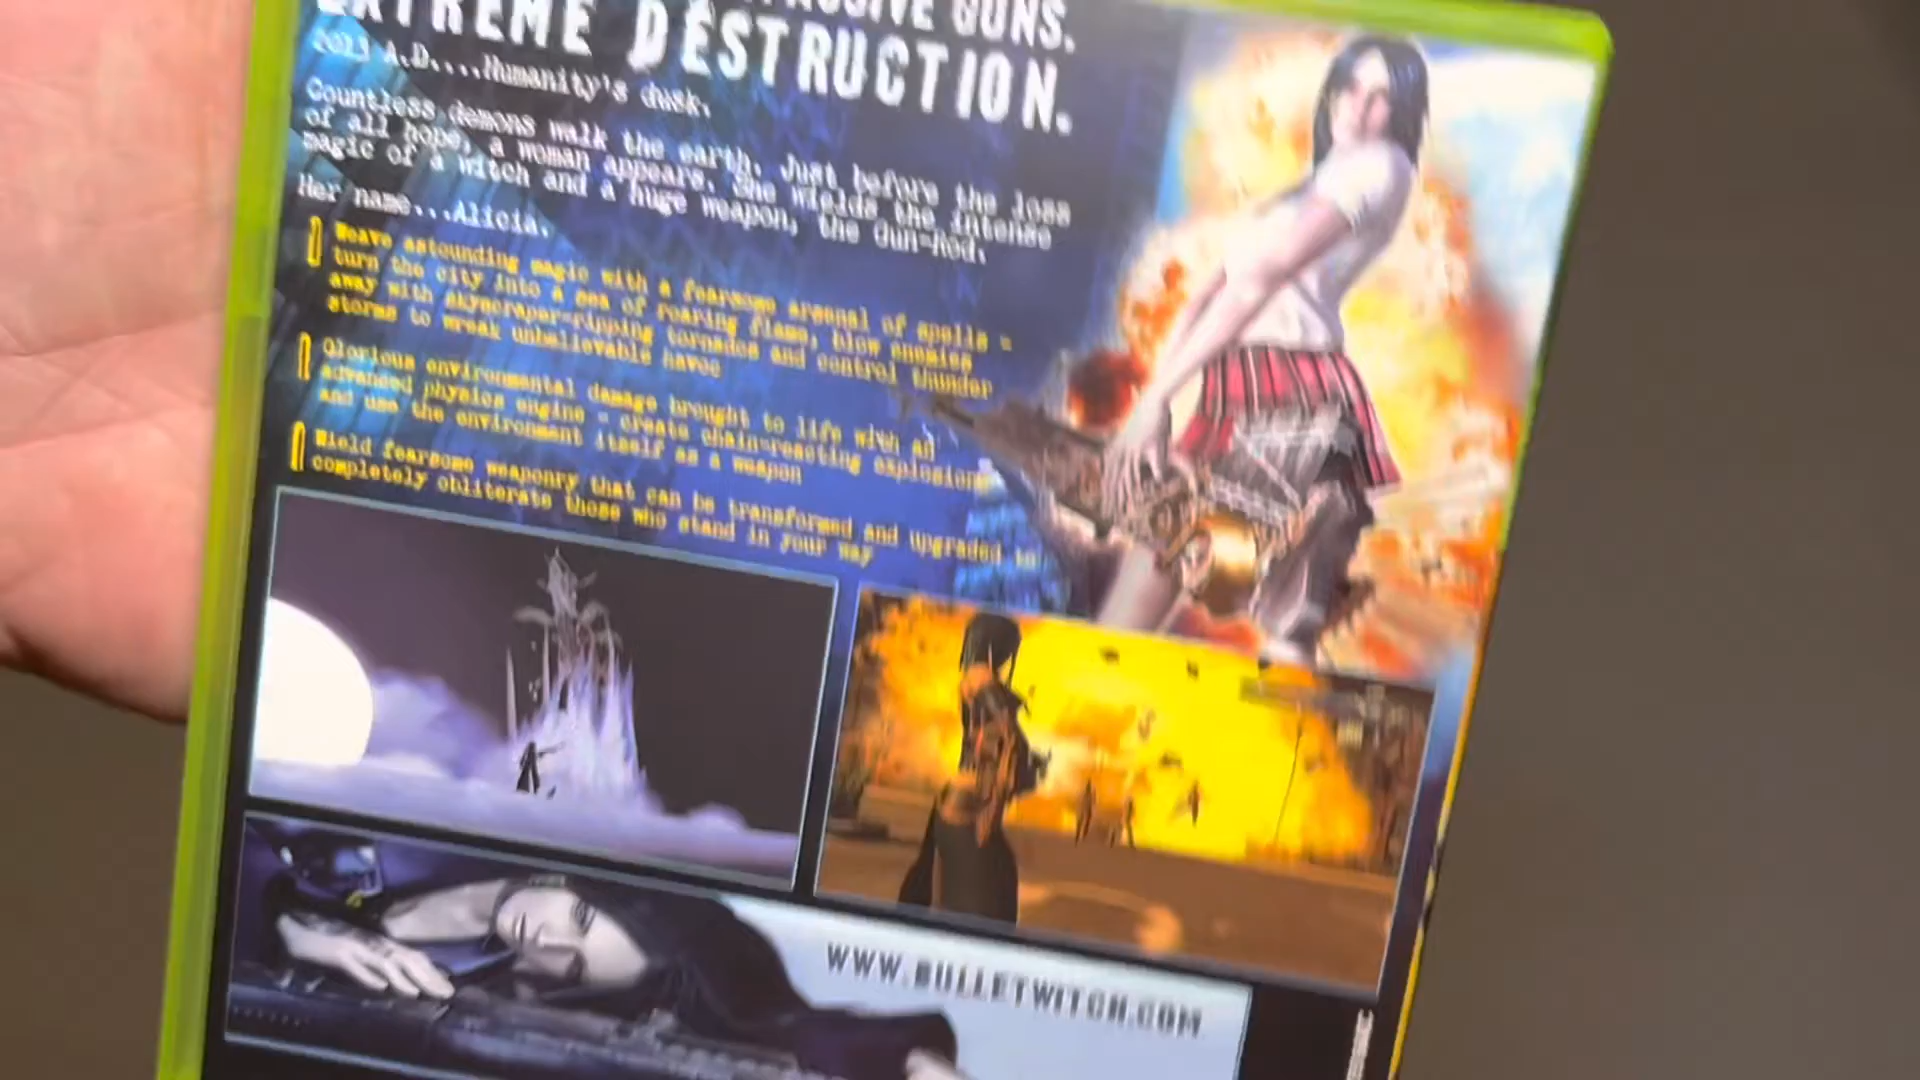 GUNS.
EXTREME DESTRUCTION.
2013 A.D....Humanity's dusk.
Countless demons walk the earth. Just before the loss
of all hope, a woman appears. She wields the intense
magic of a witch and a huge weapon, the Gun-Rod.
Her name...Alicia.
Weave astounding magic with a fearsome arsenal of spells -
turn the city into a sea of roaring flame, blow enemies
away with skyscraper-ripping tornados and control thunder
storms to wreak unbelievable havoc
Glorious environmental damage brought to life with an
advanced physics engine - create chain-reacting explosions
and use the environment itself as a weapon
Wield fearsome weaponry that can be transformed and upgraded to
completely obliterate those who stand in your way
WWW.BULLETWITCH.COM